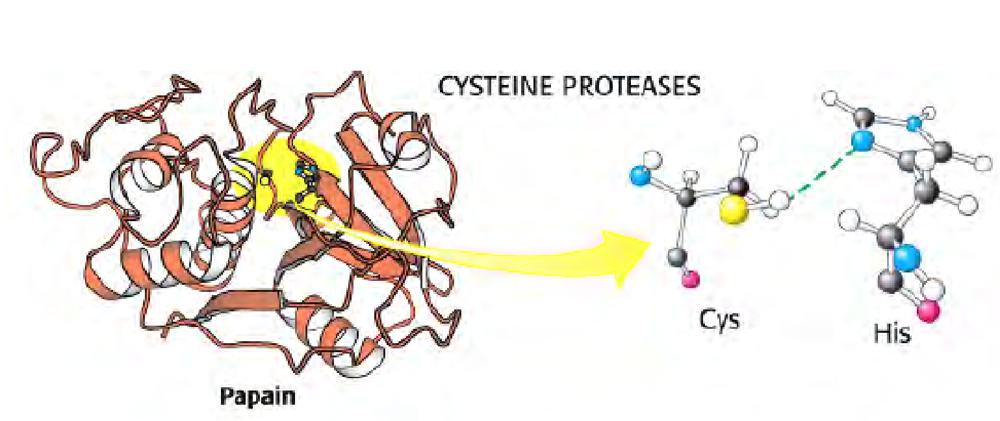 CYSTEINE PROTEASES
Cys
His
Papain